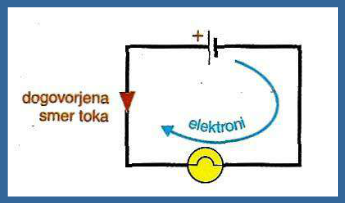 +
dogovorjena
smer toka
elektroni